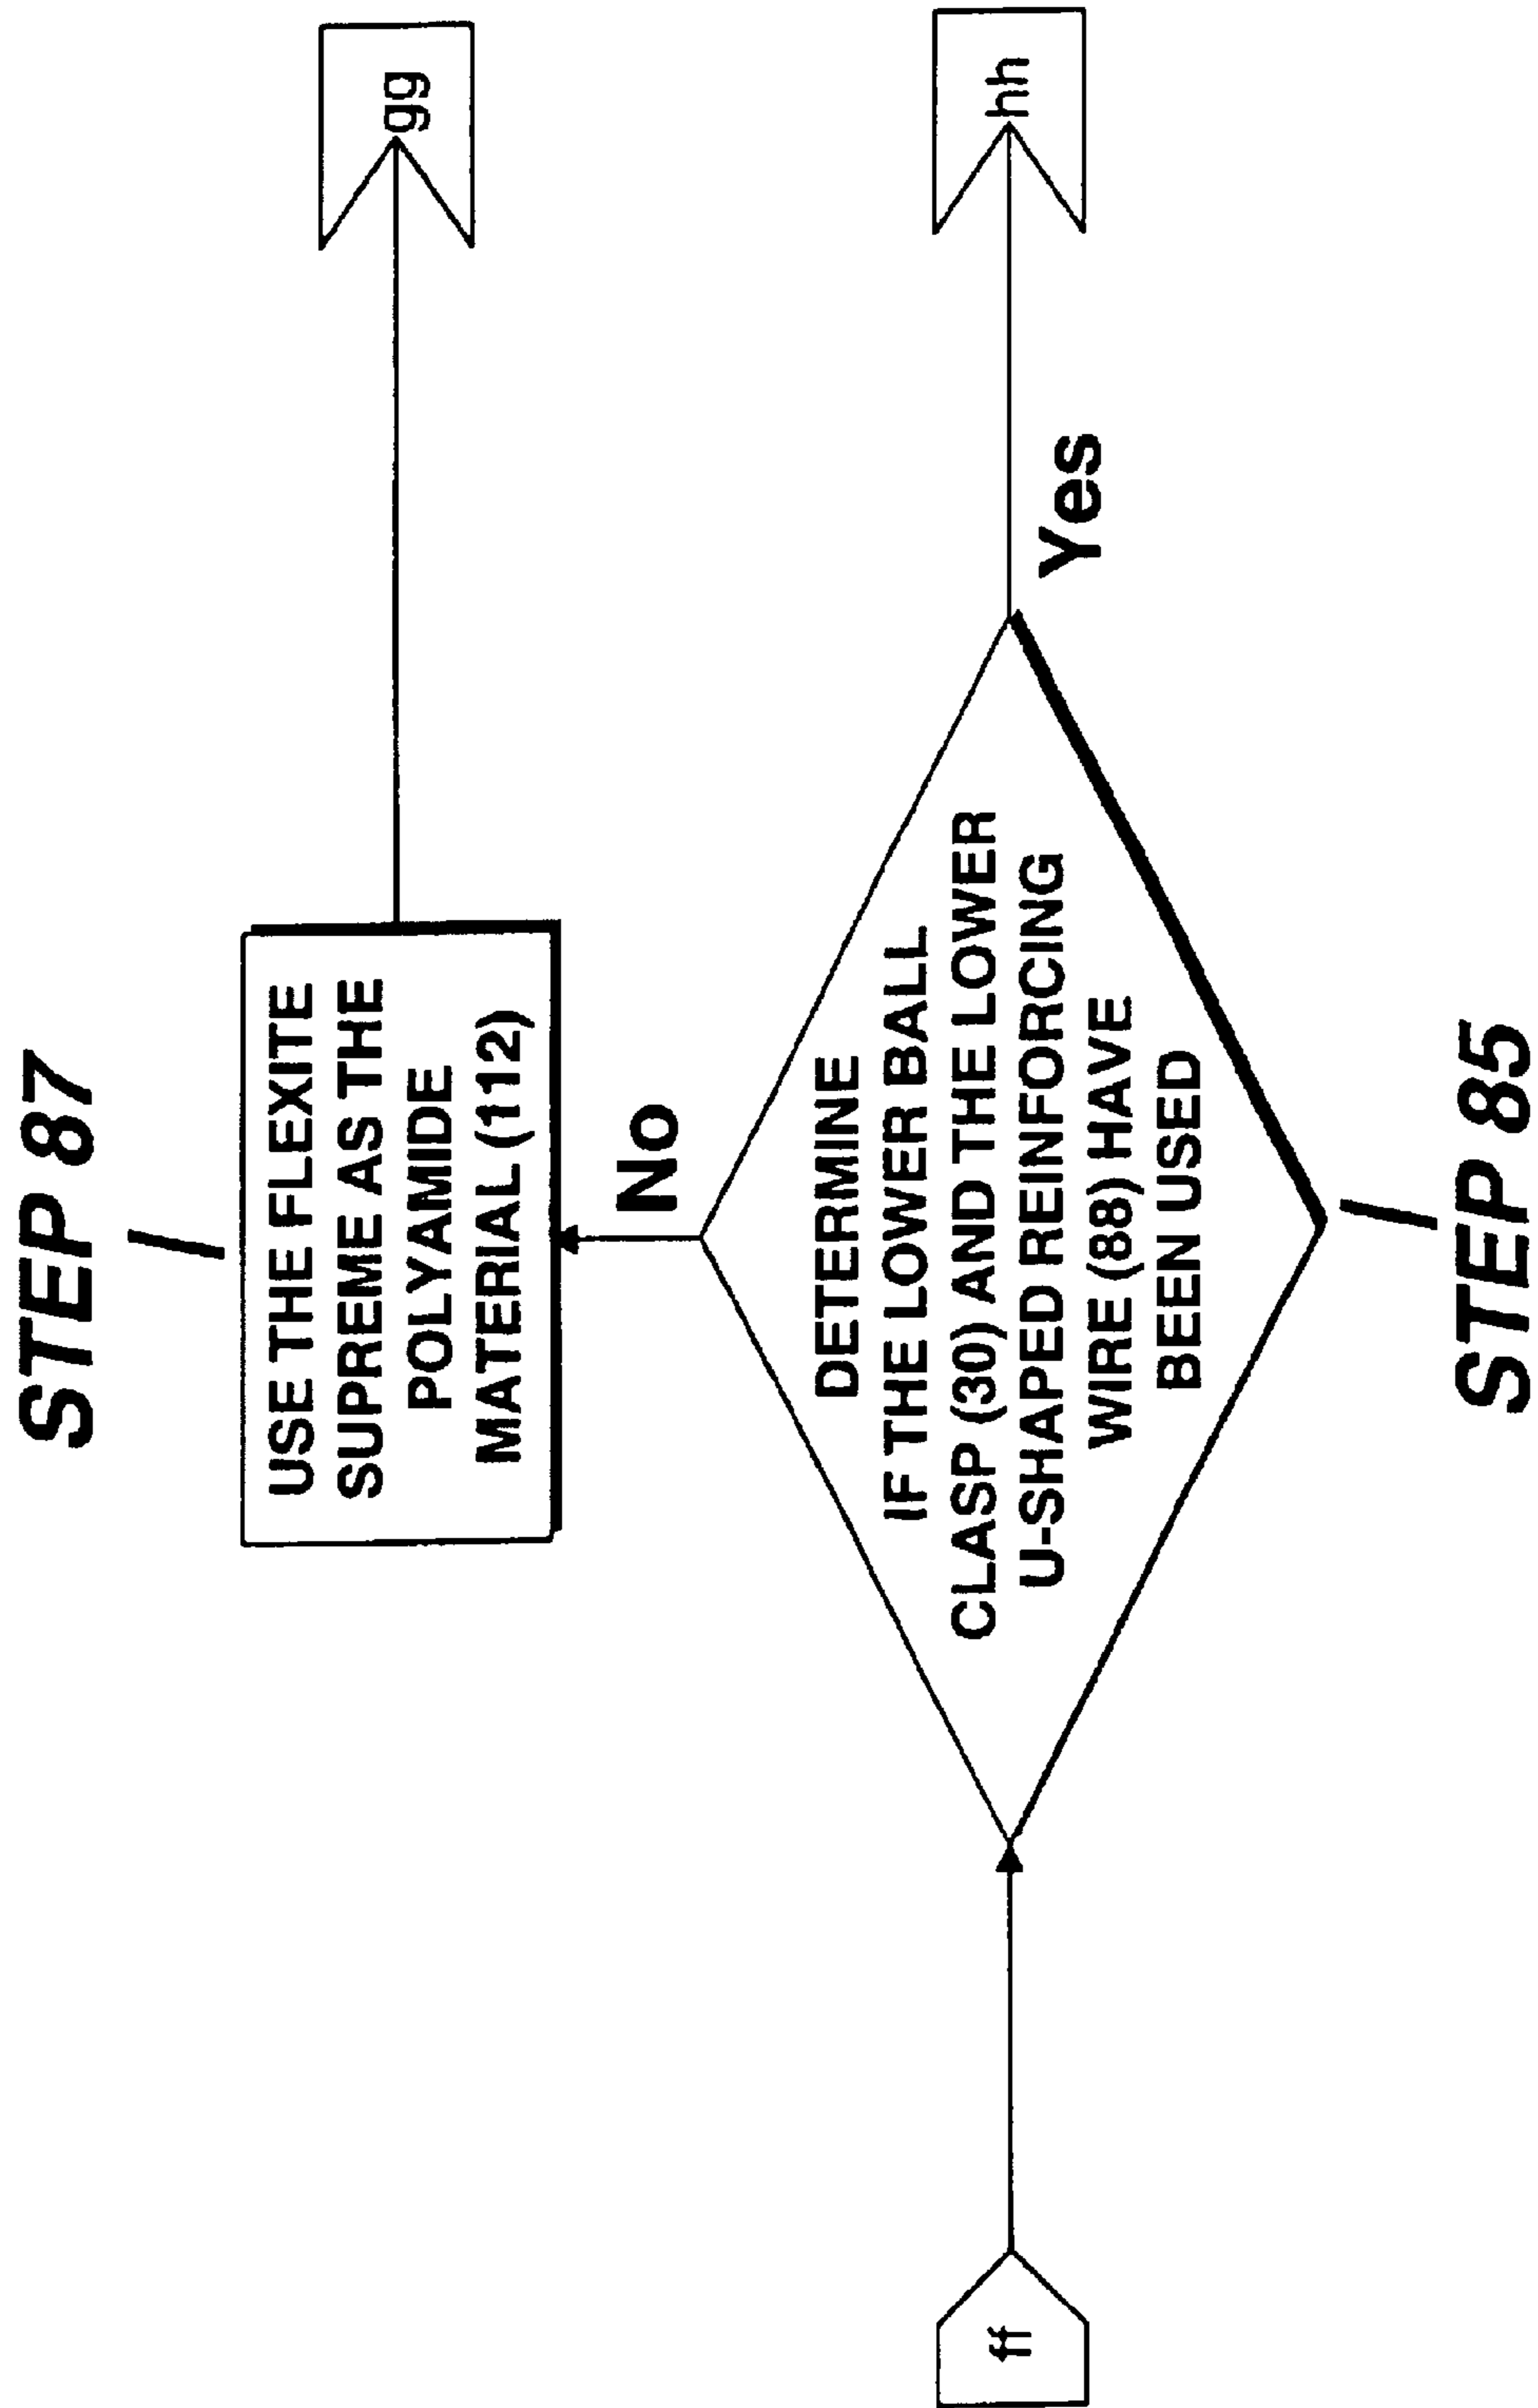 STEP 87
USE THE FLEXITE
SUPREME AS THE
POLYAMIDE
MATERIAL (112)
gg
No
DETERMINE
IF THE LOWER BALL
CLASP (30) AND THE LOWER
U-SHAPED REINFORCING
WIRE (88) HAVE
BEEN USED
ff
Yes
hh
STEP 85